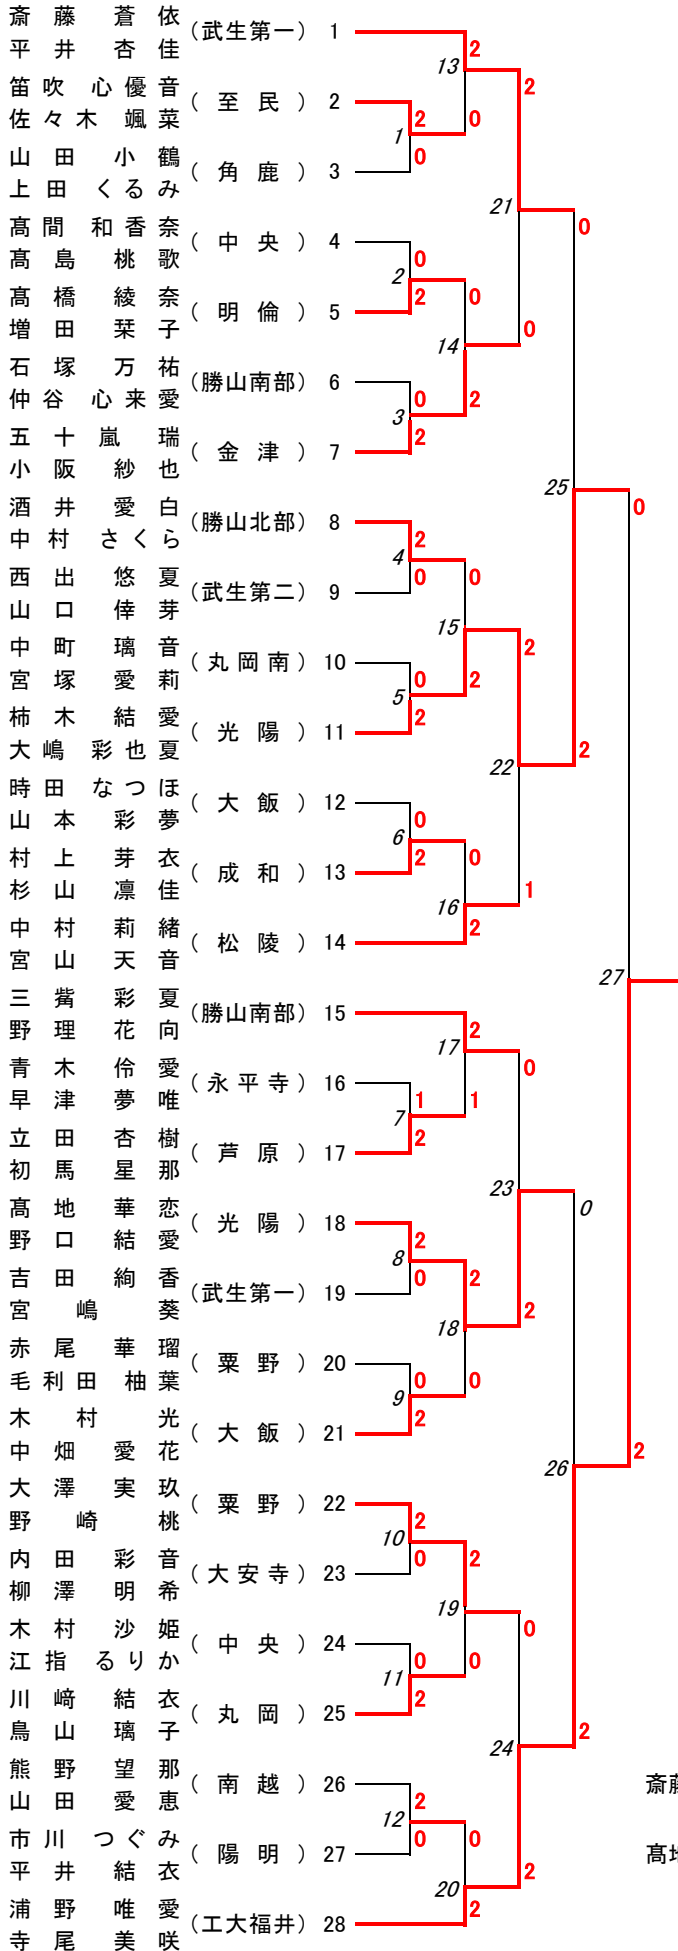 斎藤 蒼依
平井 杏佳
(武生第一) 1
笛吹 心優音
佐々木 颯菜
(至民) 2
山田 小鶴
上田 くるみ
(角鹿) 3
髙間 和香奈
髙島 桃歌
(中央) 4
髙橋 綾奈
増田 栞子
(明倫) 5
石塚 万祐
仲谷 心来愛
(勝山南部) 6
五十嵐 瑞
小阪 紗也
(金津) 7
酒井 愛白
中村 さくら
(勝山北部) 8
西出 悠夏
山口 倖芽
(武生第二) 9
中町 璃音
宮塚 愛莉
(丸岡南) 10
柿木 結愛
大嶋 彩也夏
(光陽) 11
時田 なつほ
山本 彩夢
(大飯) 12
村上 芽衣
杉山 凛佳
(成和) 13
中村 莉緒
宮山 天音
(松陵) 14
三觜 彩夏
野理 花向
(勝山南部) 15
青木 伶愛
早津 夢唯
(永平寺) 16
立田 杏樹
初馬 星那
(芦原) 17
髙地 華恋
野口 結愛
(光陽) 18
吉田 絢香
宮嶋 葵
(武生第一) 19
赤尾 華瑠
毛利田 柚葉
(粟野) 20
木村 光
中畑 愛花
(大飯) 21
大澤 実玖
野崎 桃
(粟野) 22
内田 彩音
柳澤 明希
(大安寺) 23
木村 沙姫
江指 るりか
(中央) 24
川﨑 結衣
鳥山 璃子
(丸岡) 25
熊野 望那
山田 愛恵
(南越) 26
市川 つぐみ
平井 結衣
(陽明) 27
浦野 唯愛
寺尾 美咲
(工大福井) 28
1 2 0
2 0 2
3 0 2
4 2 0
5 0 2
6 0 2
7 1 2
8 2 0
9 0 2
10 2 0
11 0 2
12 2 0
13 2 0
14 0 2
15 0 2
16 0 2
17 2 1
18 2 0
19 2 0
20 0 2
21 2 0
22 2 1
23 0 2
24 0 2
25 0 2
26 0 2
27 0 2
斎藤
髙地